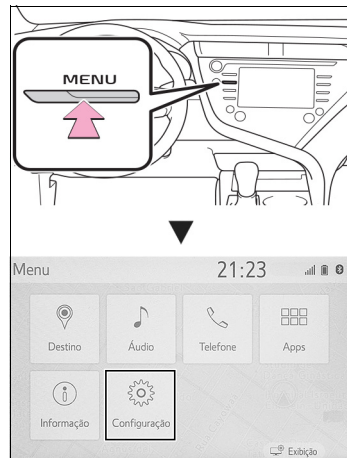 MENU
Menu 21:23
Destino Áudio Telefone Apps
Informação Configuração
Exibição